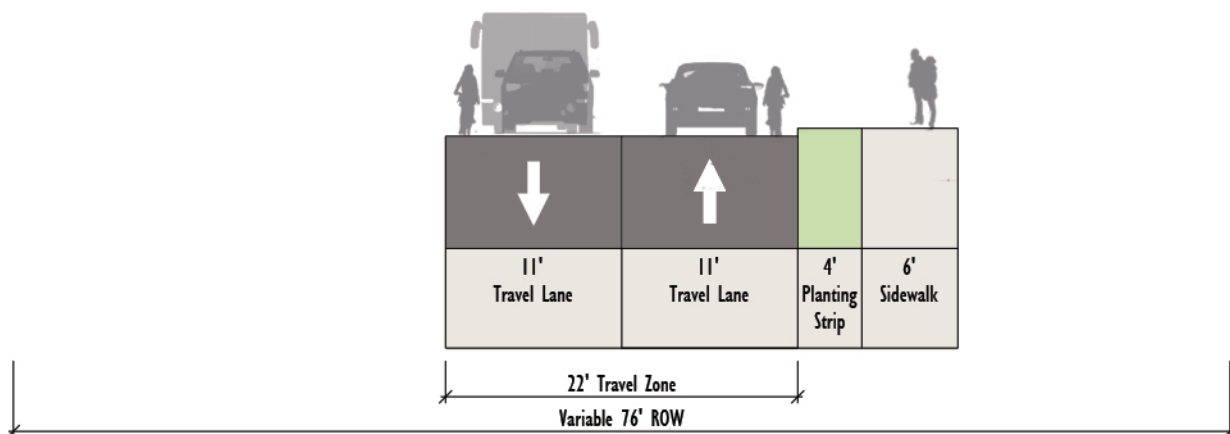 11'
Travel Lane
11'
Travel Lane
4'
Planting
Strip
6'
Sidewalk
22' Travel Zone
Variable 76' ROW